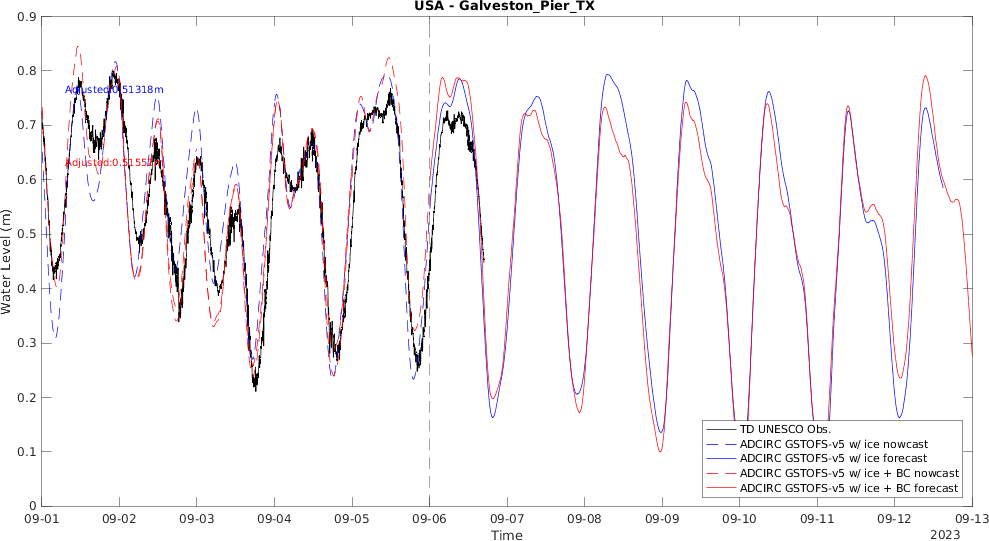 USA - Galveston_Pier_TX
0.9
0.8
0.7
0.6
0.5
0.4
0.3
0.2
0.1
0
Water Level (m)
Adjusted:0.51318m
TD UNESCO Obs.
ADCIRC GSTOFS-v5 w/ ice nowcast
ADCIRC GSTOFS-v5 w/ ice forecast
ADCIRC GSTOFS-v5 w/ ice + BC nowcast
ADCIRC GSTOFS-v5 w/ ice + BC forecast
09-01 09-02 09-03 09-04 09-05 09-06 09-07 09-08 09-09 09-10 09-11 09-12 09-13
Time
2023